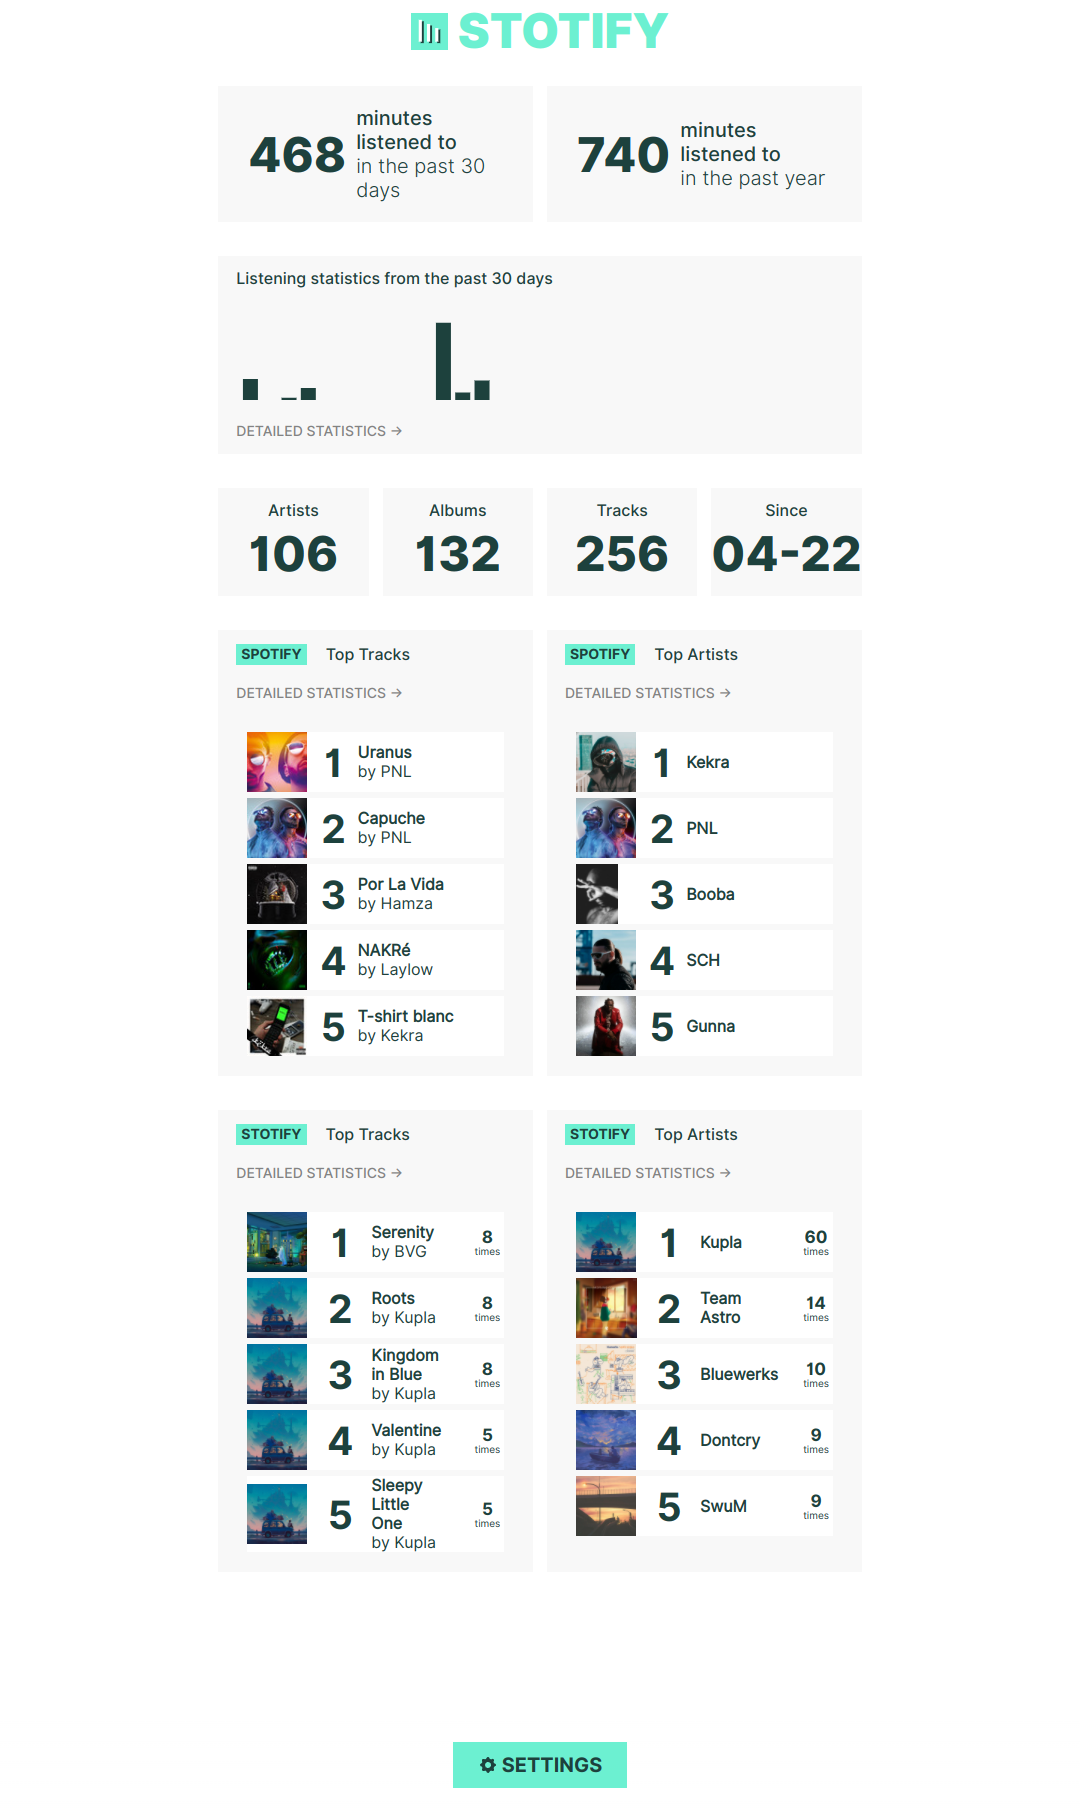 STOTIFY
468
minutes
listened to
in the past 30
days
740
minutes
listened to
in the past year
Listening statistics from the past 30 days
DETAILED STATISTICS →
Artists
106
Albums
132
Tracks
256
Since
04-22
SPOTIFY Top Tracks
DETAILED STATISTICS →
1
Uranus
by PNL
2
Capuche
by PNL
3
Por La Vida
by Hamza
4
NAKRé
by Laylow
5
T-shirt blanc
by Kekra
SPOTIFY Top Artists
DETAILED STATISTICS →
1 Kekra
2 PNL
3 Booba
4 SCH
5 Gunna
STOTIFY Top Tracks
DETAILED STATISTICS →
1
Serenity
by BVG
8
times
2
Roots
by Kupla
8
times
3
Kingdom
in Blue
by Kupla
8
times
4
Valentine
by Kupla
5
times
5
Sleepy
Little
One
by Kupla
5
times
STOTIFY Top Artists
DETAILED STATISTICS →
1 Kupla
60
times
2
Team
Astro
14
times
3 Bluewerks
10
times
4 Dontcry
9
times
5 SwuM
9
times
SETTINGS